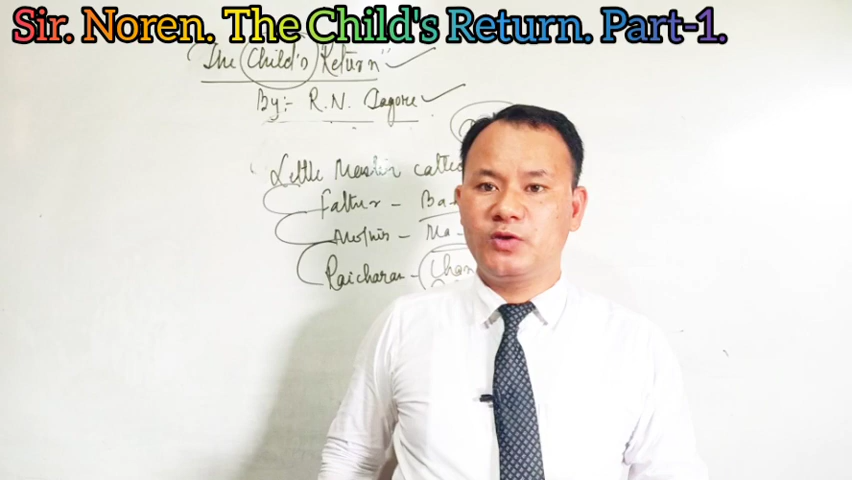 Sir. Noren. The Child's Return. Part-1.
"The Child's Return"
By:- R. N. Tagore
Little Master called
Father - Ba-
Mother - Ma-
Raicharan - Chan